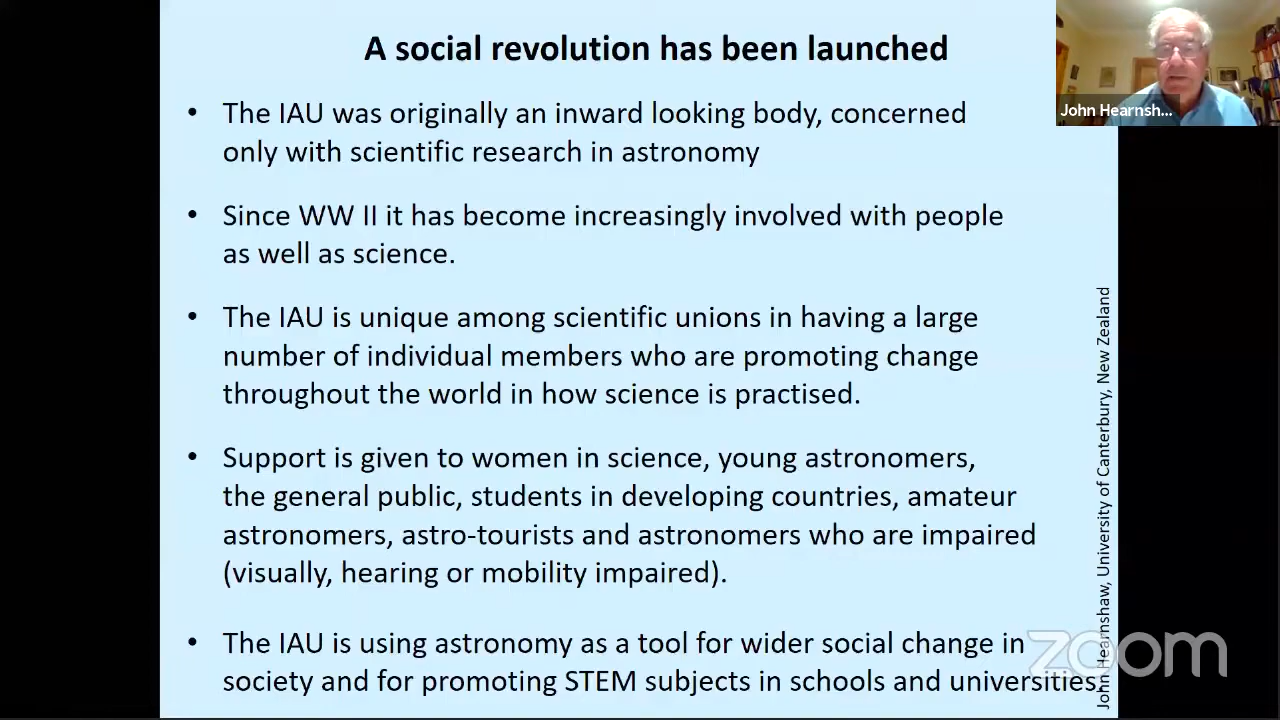 A social revolution has been launched
• The IAU was originally an inward looking body, concerned
only with scientific research in astronomy
• Since WW II it has become increasingly involved with people
as well as science.
• The IAU is unique among scientific unions in having a large
number of individual members who are promoting change
throughout the world in how science is practised.
• Support is given to women in science, young astronomers,
the general public, students in developing countries, amateur
astronomers, astro-tourists and astronomers who are impaired
(visually, hearing or mobility impaired).
• The IAU is using astronomy as a tool for wider social change in
society and for promoting STEM subjects in schools and universities.
John Hearnshaw, University of Canterbury, New Zealand
John Hearnsh...
zoom